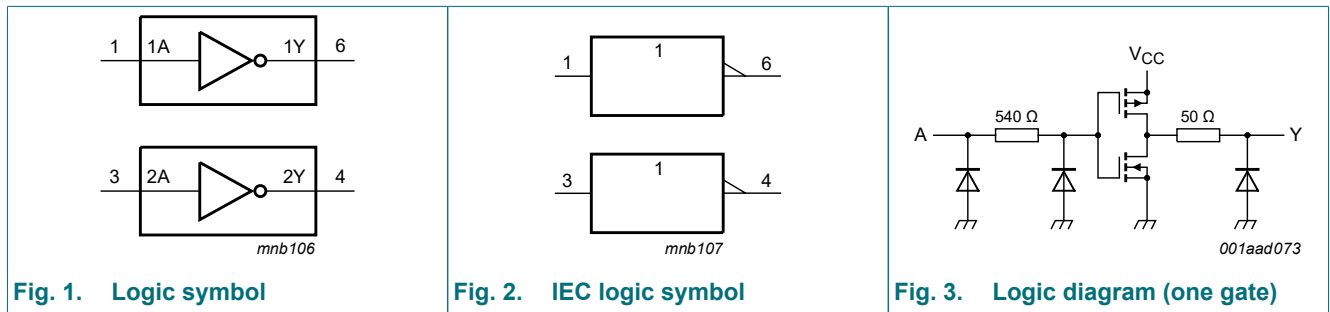 1 1A 1Y 6
3 2A 2Y 4
mnb106
Fig. 1. Logic symbol
1
1 6
1
3 4
mnb107
Fig. 2. IEC logic symbol
VCC
540 Ω 50 Ω
A Y
001aad073
Fig. 3. Logic diagram (one gate)